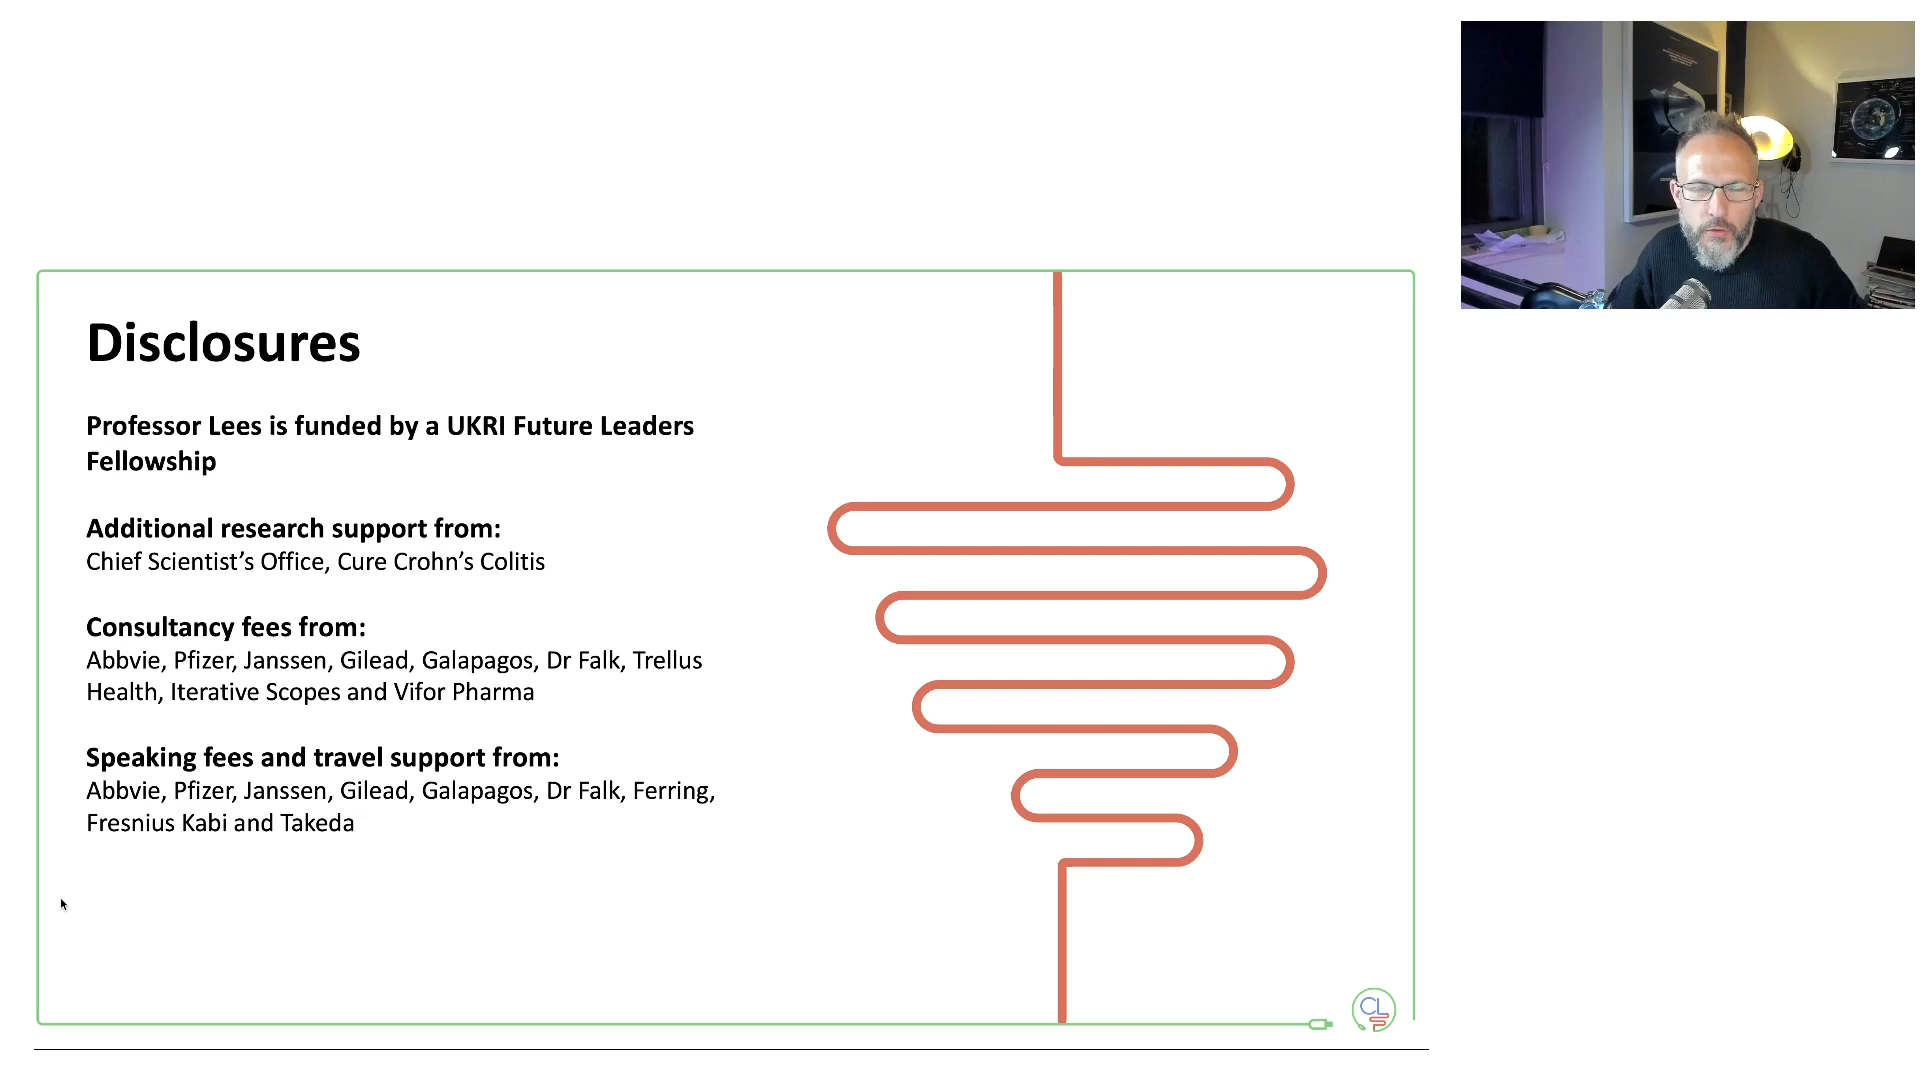 Disclosures
Professor Lees is funded by a UKRI Future Leaders
Fellowship
Additional research support from:
Chief Scientist’s Office, Cure Crohn’s Colitis
Consultancy fees from:
Abbvie, Pfizer, Janssen, Gilead, Galapagos, Dr Falk, Trellus
Health, Iterative Scopes and Vifor Pharma
Speaking fees and travel support from:
Abbvie, Pfizer, Janssen, Gilead, Galapagos, Dr Falk, Ferring,
Fresnius Kabi and Takeda
CL